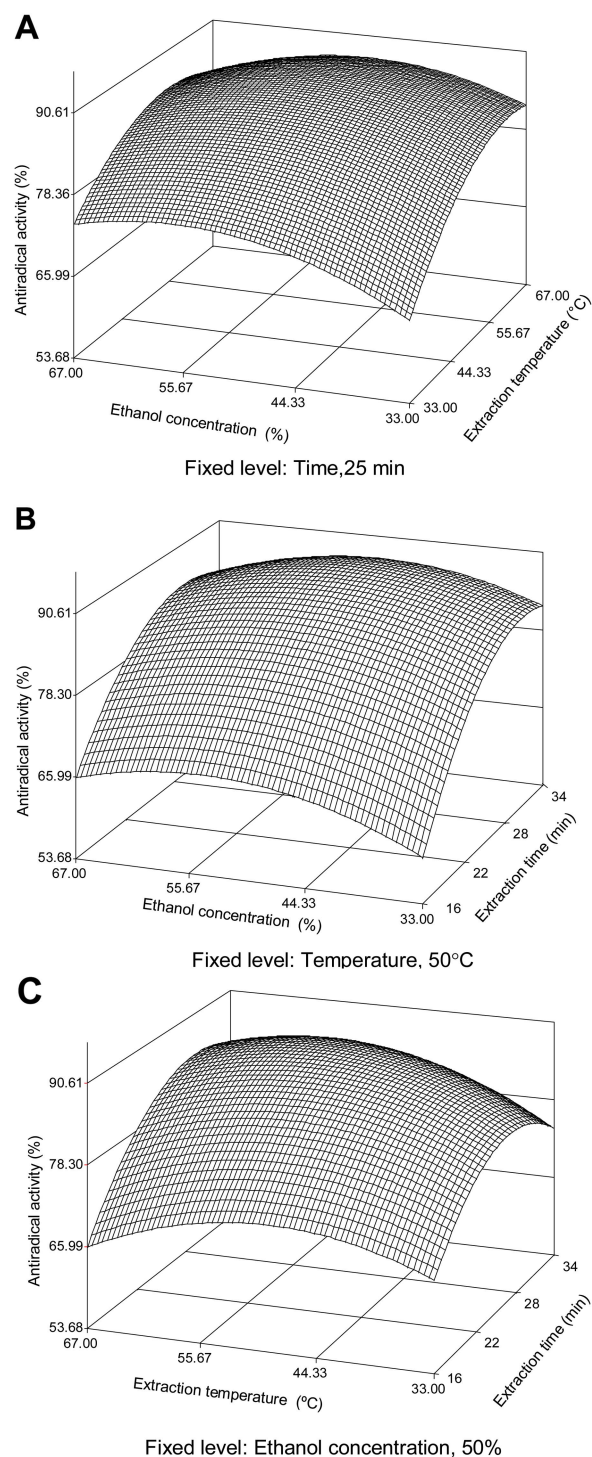 A
Antiradical activity (%)
90.61
78.36
65.99
53.68
67.00
55.67
44.33
33.00
Ethanol concentration (%)
33.00
44.33
55.67
67.00
Extraction temperature (°C)
Fixed level: Time,25 min
B
Antiradical activity (%)
90.61
78.30
65.99
53.68
67.00
55.67
44.33
33.00
Ethanol concentration (%)
16
22
28
34
Extraction time (min)
Fixed level: Temperature, 50°C
C
Antiradical activity (%)
90.61
78.30
65.99
53.68
67.00
55.67
44.33
33.00
Extraction temperature (ºC)
16
22
28
34
Extraction time (min)
Fixed level: Ethanol concentration, 50%